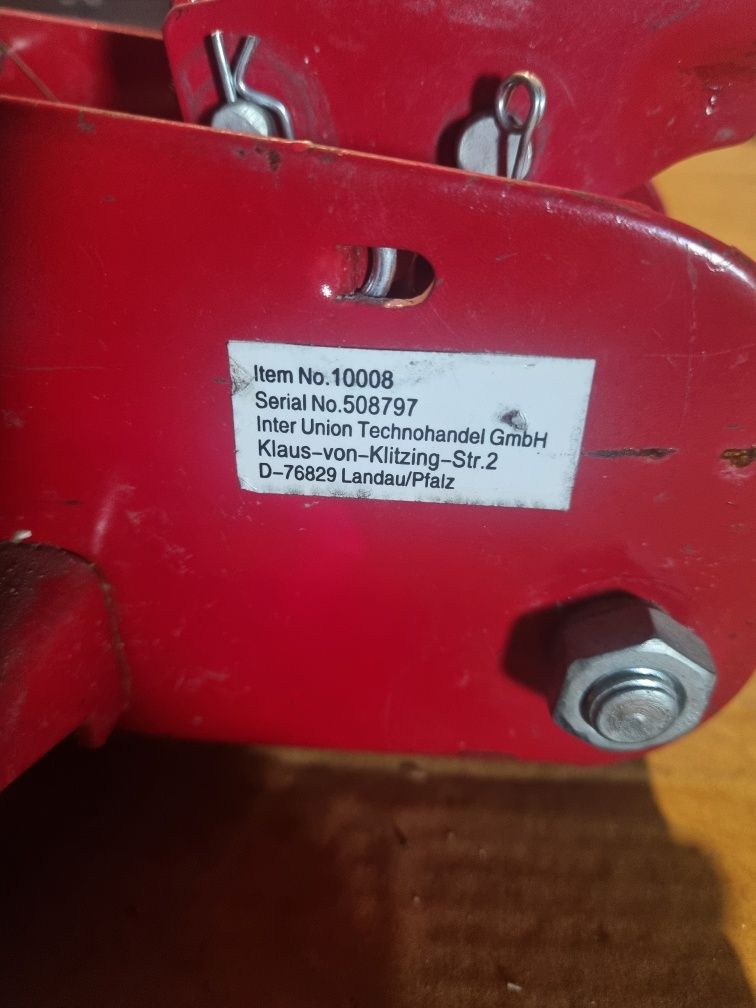 Item No.10008
Serial No.508797
Inter Union Technohandel GmbH
Klaus-von-Klitzing-Str.2
D-76829 Landau/Pfalz